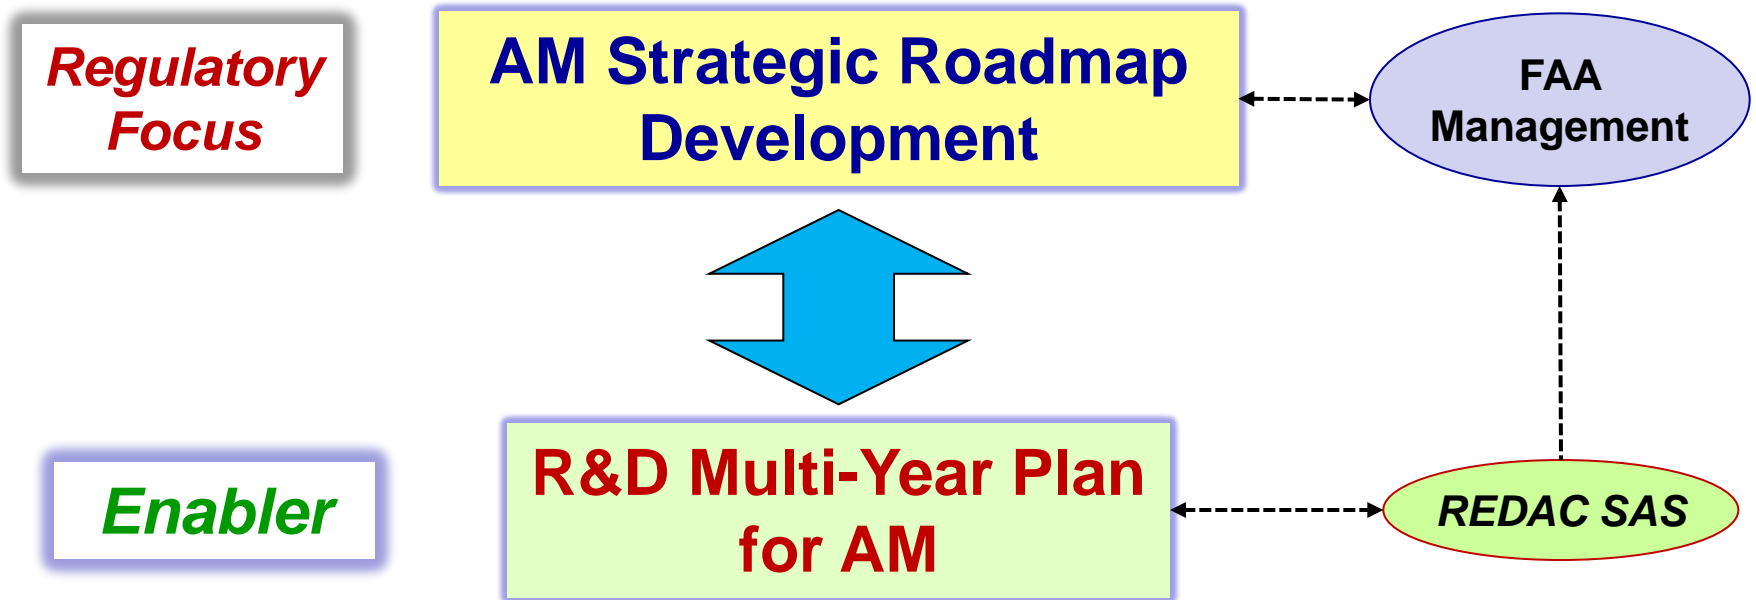 Regulatory
Focus
AM Strategic Roadmap
Development
FAA
Management
Enabler
R&D Multi-Year Plan
for AM
REDAC SAS